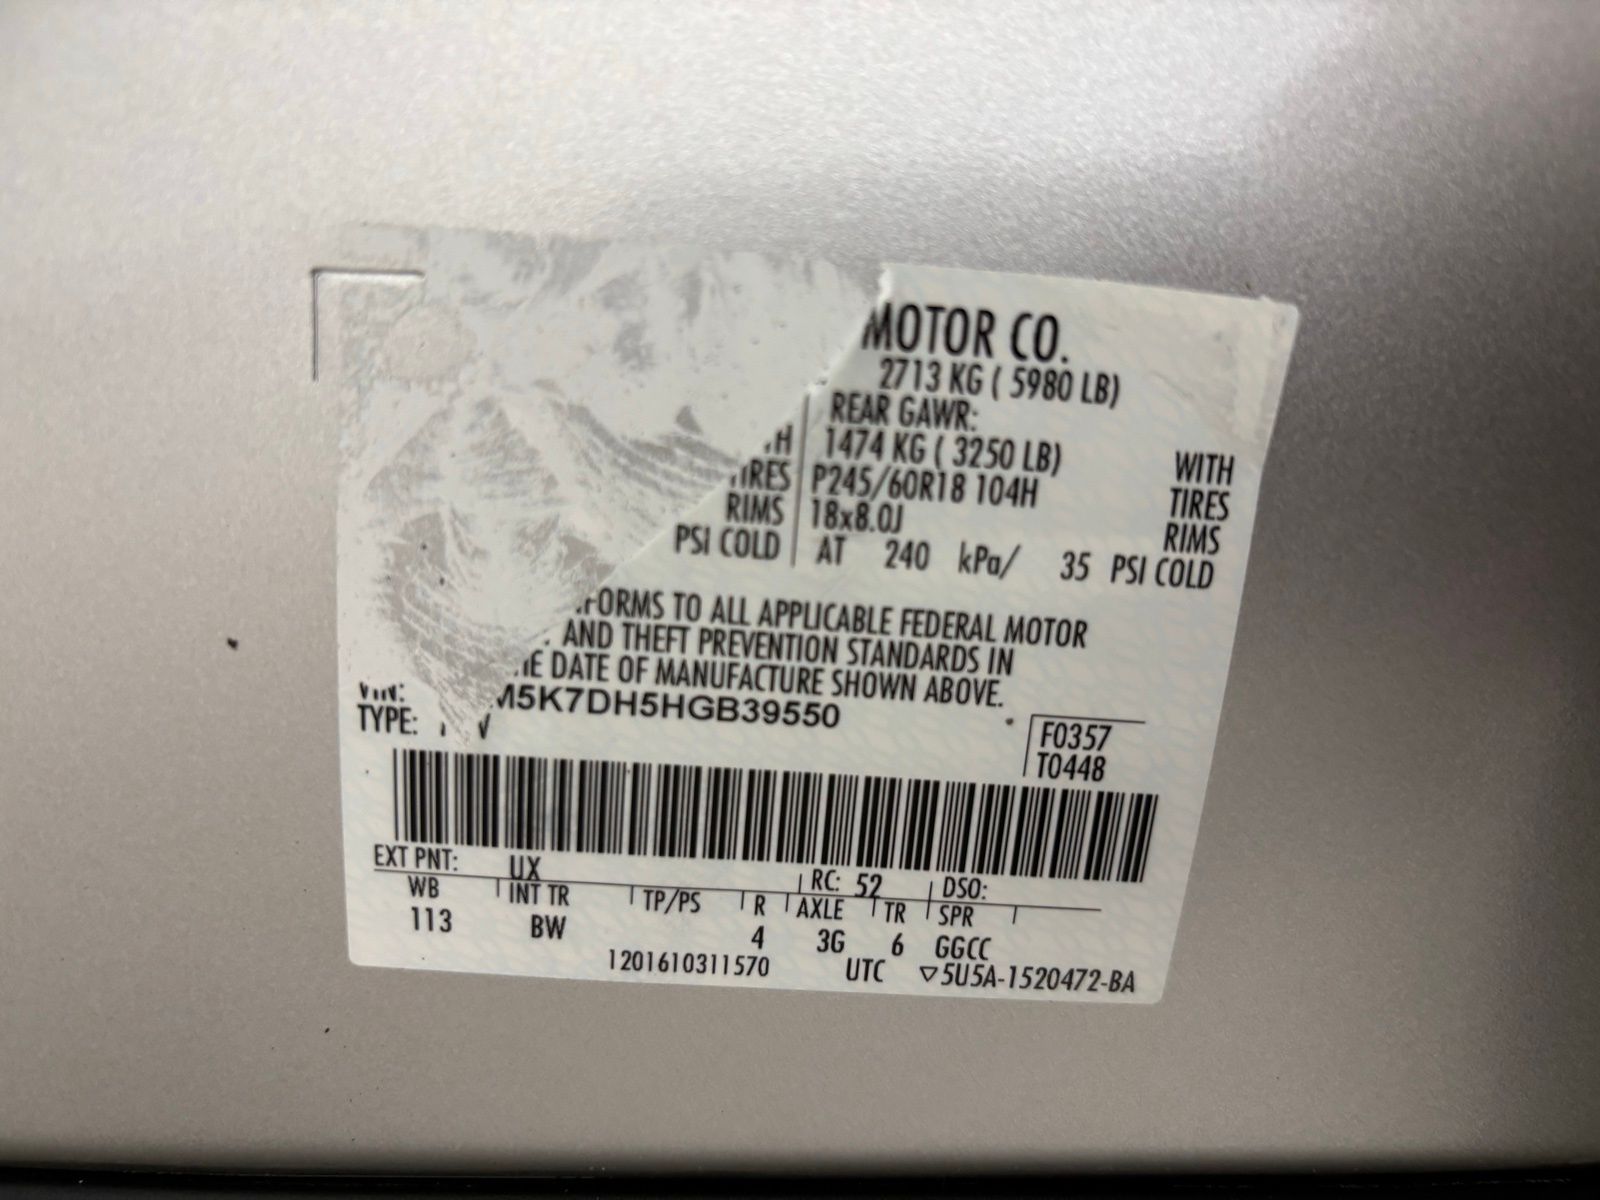 MOTOR CO.
2713 KG ( 5980 LB)
REAR GAWR:
1474 KG ( 3250 LB) WITH
P245/60R18 104H TIRES
RIMS 18x8.0J RIMS
PSI COLD AT 240 kPa/ 35 PSI COLD
FORMS TO ALL APPLICABLE FEDERAL MOTOR
AND THEFT PREVENTION STANDARDS IN
DATE OF MANUFACTURE SHOWN ABOVE.
VIN: M5K7DH5HGB39550
TYPE:
F0357
T0448
EXT PNT: UX RC: 52 DSO:
WB INT TR TP/PS R AXLE TR SPR
113 BW 4 3G 6 GGCC
1201610311570 UTC ▽5U5A-1520472-BA